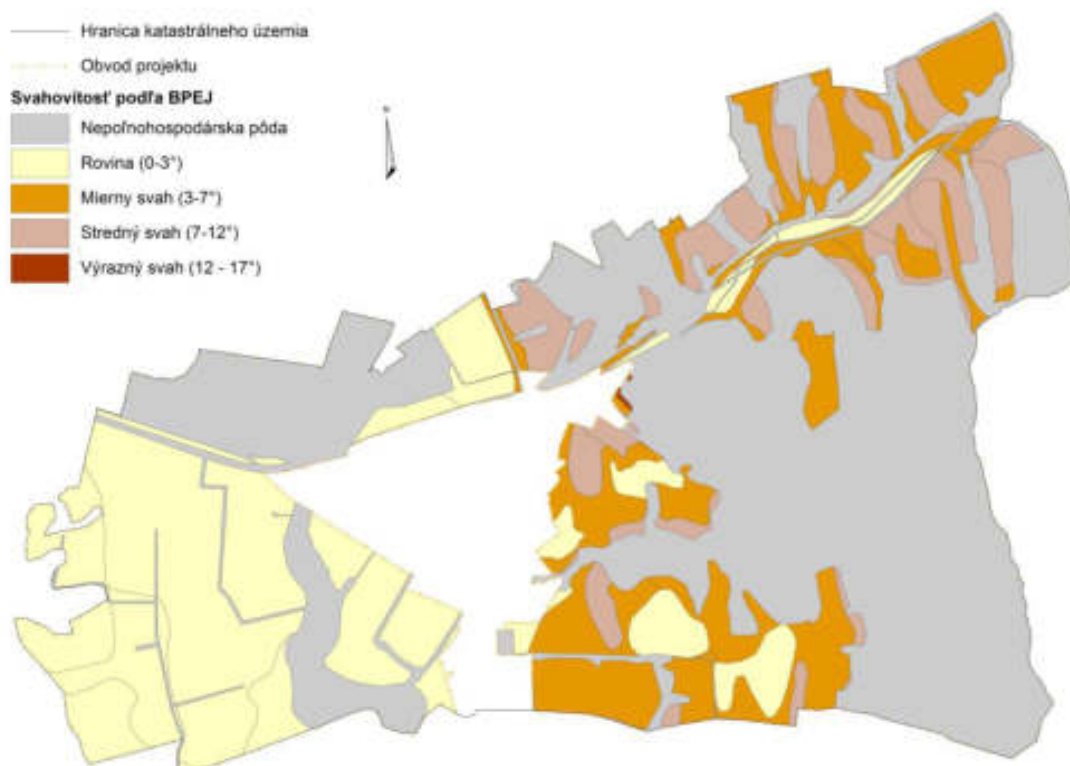 Hranica katastrálneho územia
Obvod projektu
Svahovitosť podľa BPEJ
Nepoľnohospodárska pôda
Rovina (0-3°)
Mierny svah (3-7°)
Stredný svah (7-12°)
Výrazný svah (12 - 17°)